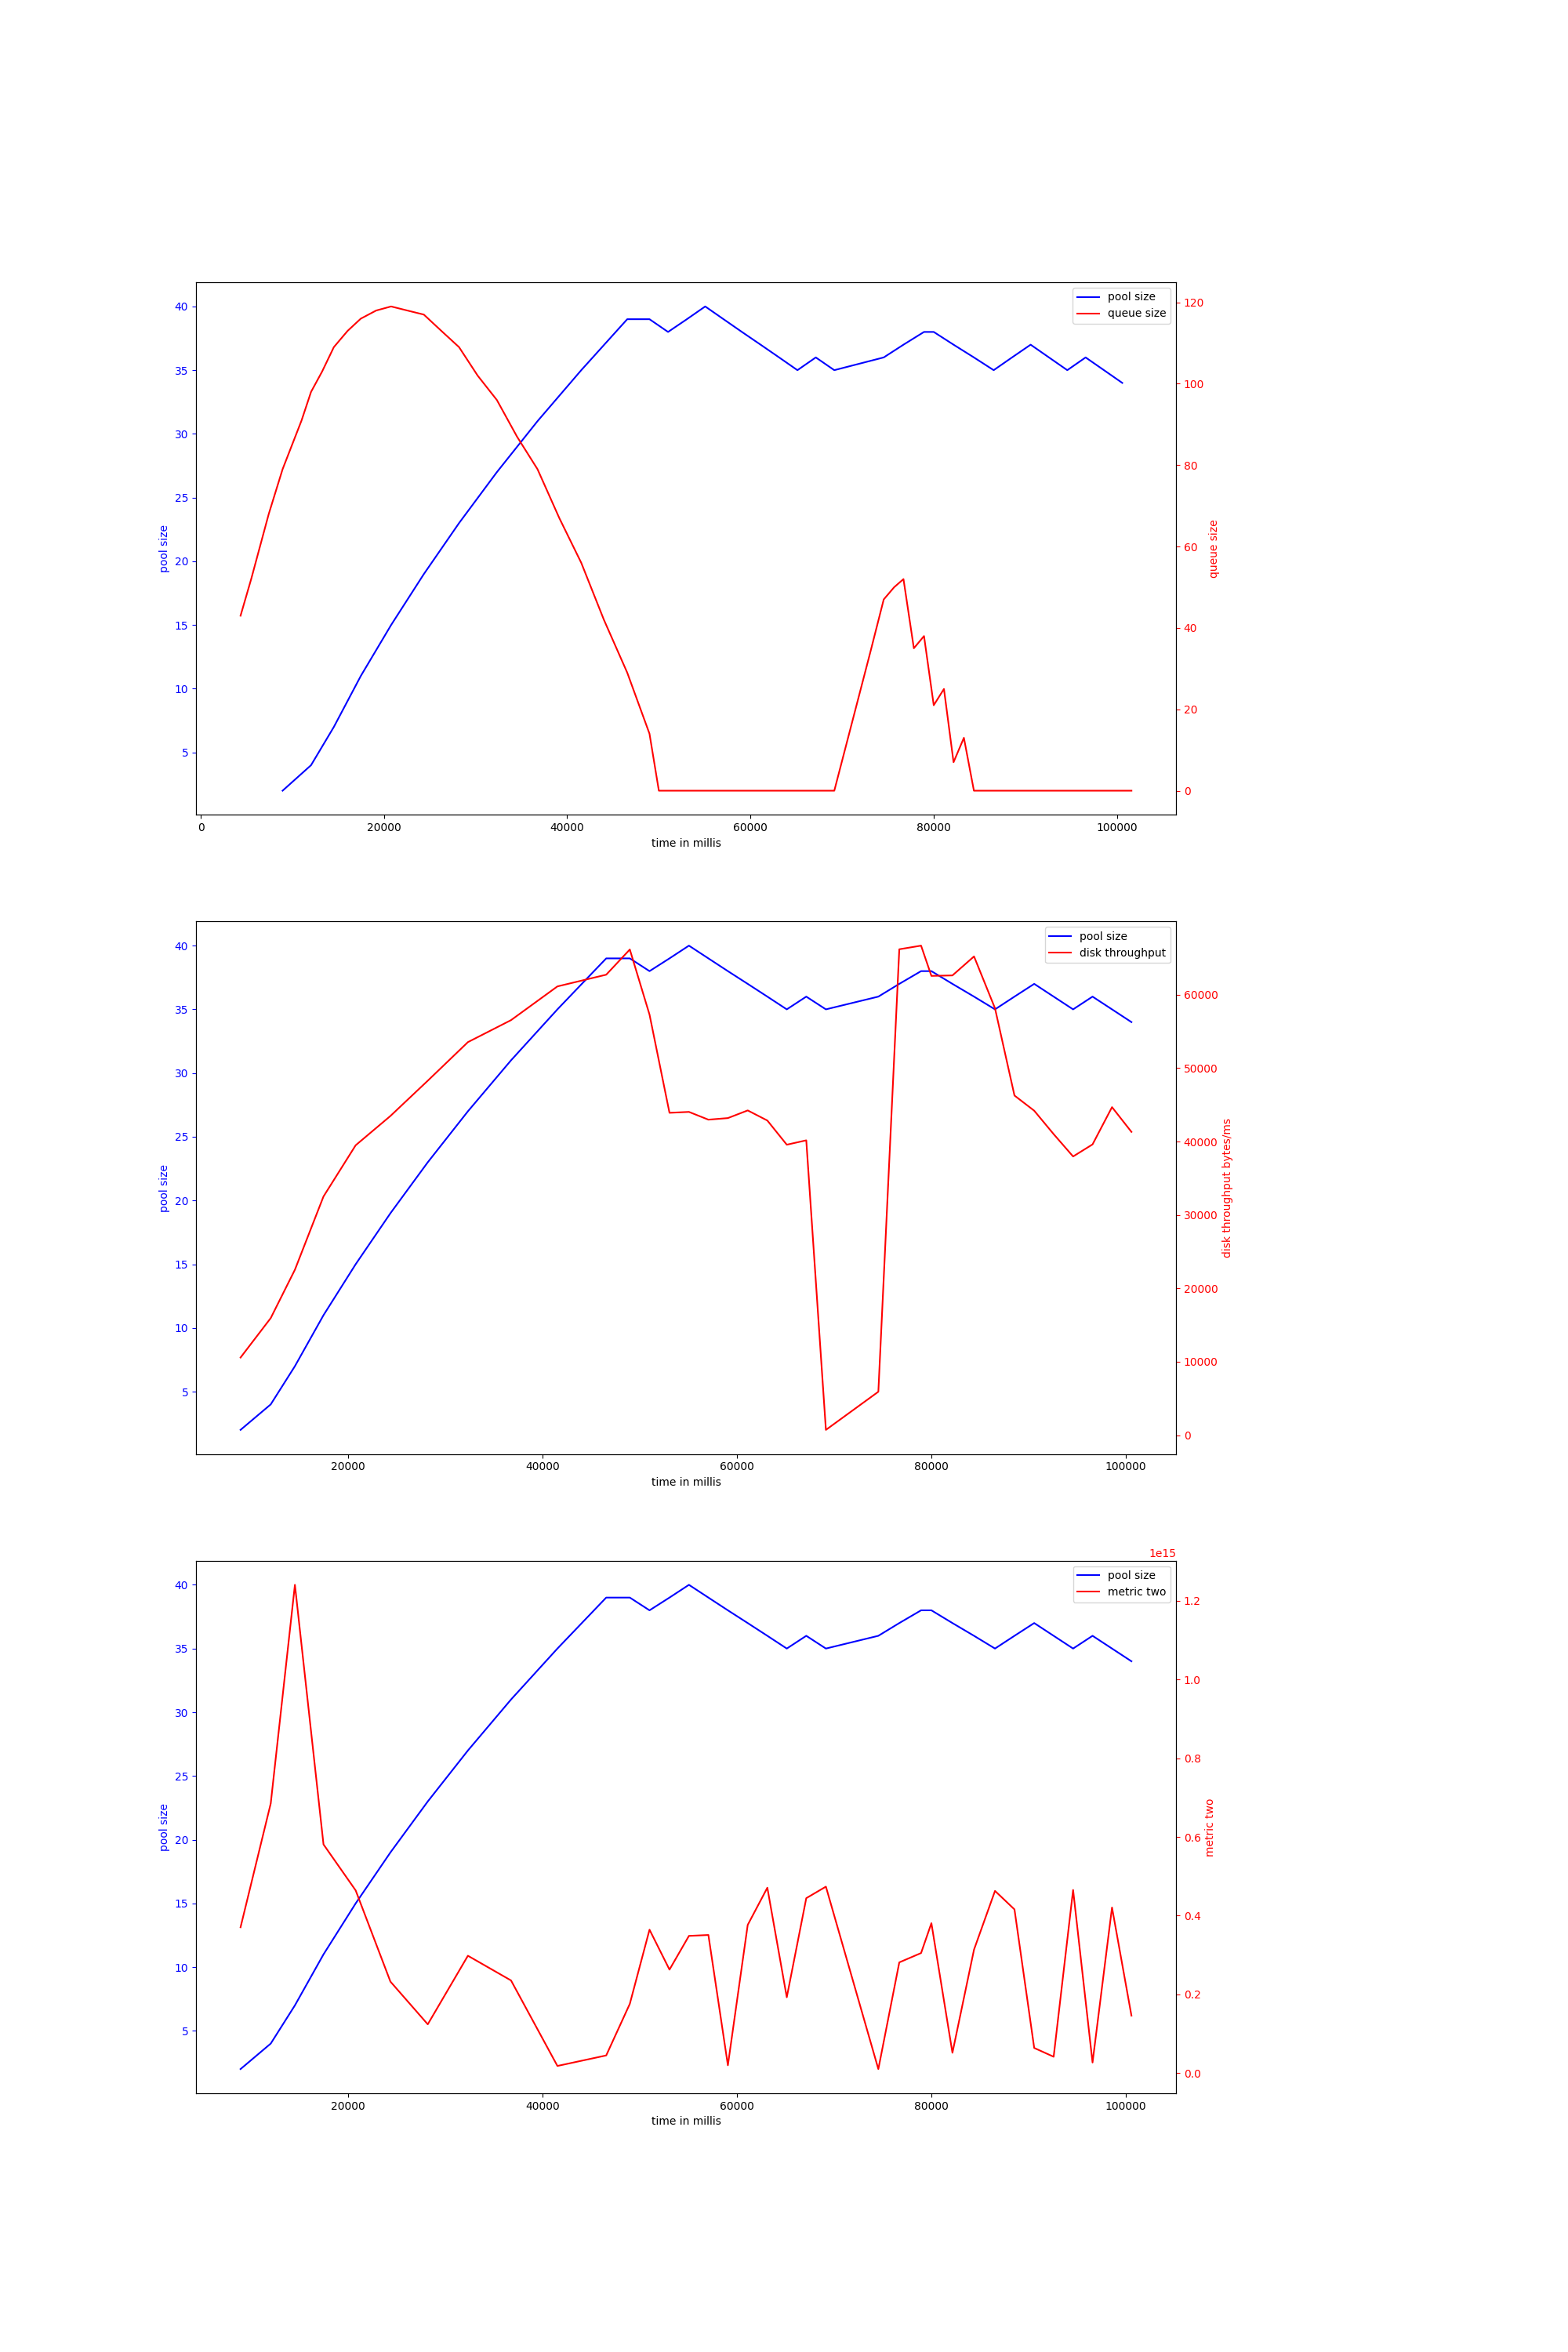 pool size
queue size
40
35
30
25
20
15
10
5
pool size
120
100
80
60
40
20
0
queue size
0 20000 40000 60000 80000 100000
time in millis
pool size
disk throughput
40
35
30
25
20
15
10
5
pool size
60000
50000
40000
30000
20000
10000
0
disk throughput bytes/ms
20000 40000 60000 80000 100000
time in millis
1e15
pool size
metric two
40
35
30
25
20
15
10
5
pool size
1.2
1.0
0.8
0.6
0.4
0.2
0.0
metric two
20000 40000 60000 80000 100000
time in millis